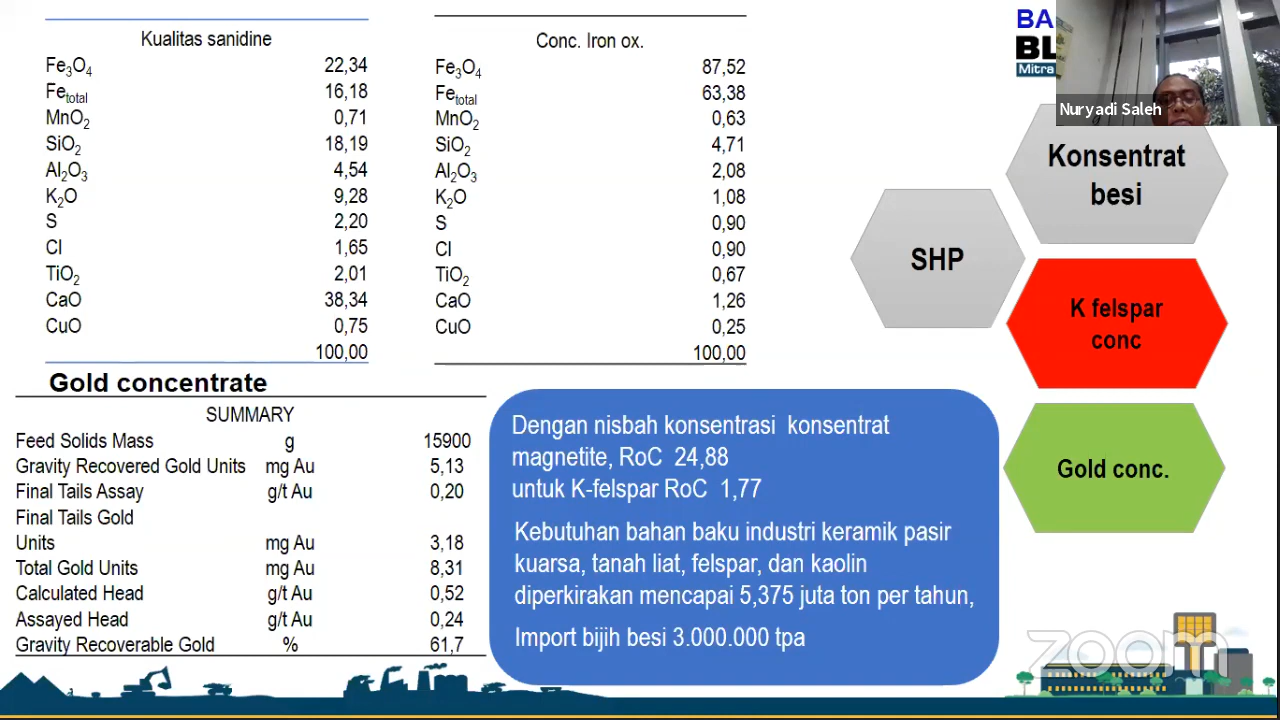 Kualitas sanidine
Fe3O4 22,34
Fetotal 16,18
MnO2 0,71
SiO2 18,19
Al2O3 4,54
K2O 9,28
S 2,20
Cl 1,65
TiO2 2,01
CaO 38,34
CuO 0,75
100,00
Conc. Iron ox.
Fe3O4 87,52
Fetotal 63,38
MnO2 0,63
SiO2 4,71
Al2O3 2,08
K2O 1,08
S 0,90
Cl 0,90
TiO2 0,67
CaO 1,26
CuO 0,25
100,00
BA
BL
Mitra
Nuryadi Saleh
Konsentrat
besi
SHP
K felspar
conc
Gold conc.
Gold concentrate
SUMMARY
Feed Solids Mass g 15900
Gravity Recovered Gold Units mg Au 5,13
Final Tails Assay g/t Au 0,20
Final Tails Gold
Units mg Au 3,18
Total Gold Units mg Au 8,31
Calculated Head g/t Au 0,52
Assayed Head g/t Au 0,24
Gravity Recoverable Gold % 61,7
Dengan nisbah konsentrasi konsentrat
magnetite, RoC 24,88
untuk K-felspar RoC 1,77
Kebutuhan bahan baku industri keramik pasir
kuarsa, tanah liat, felspar, dan kaolin
diperkirakan mencapai 5,375 juta ton per tahun,
Import bijih besi 3.000.000 tpa
zoom